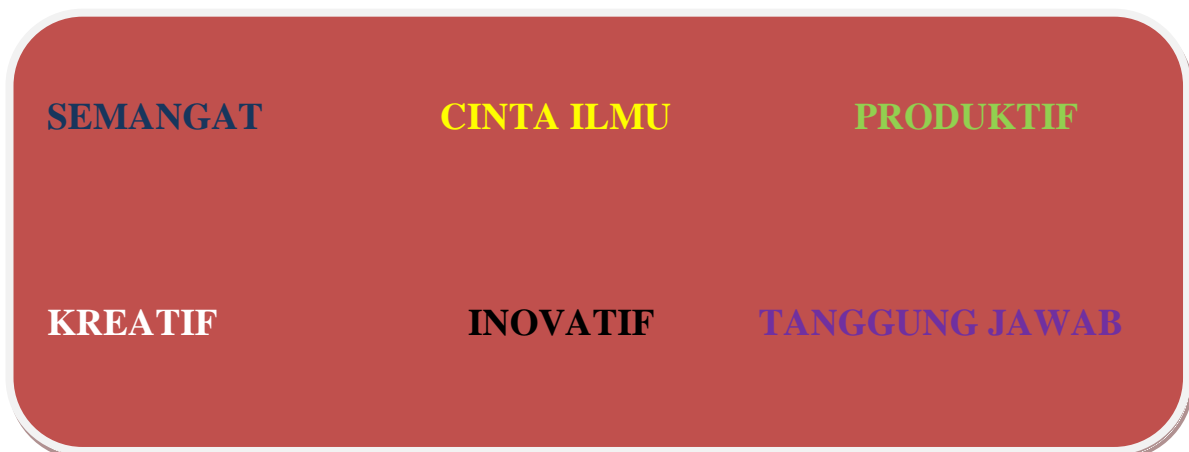 SEMANGAT CINTA ILMU PRODUKTIF
KREATIF INOVATIF TANGGUNG JAWAB